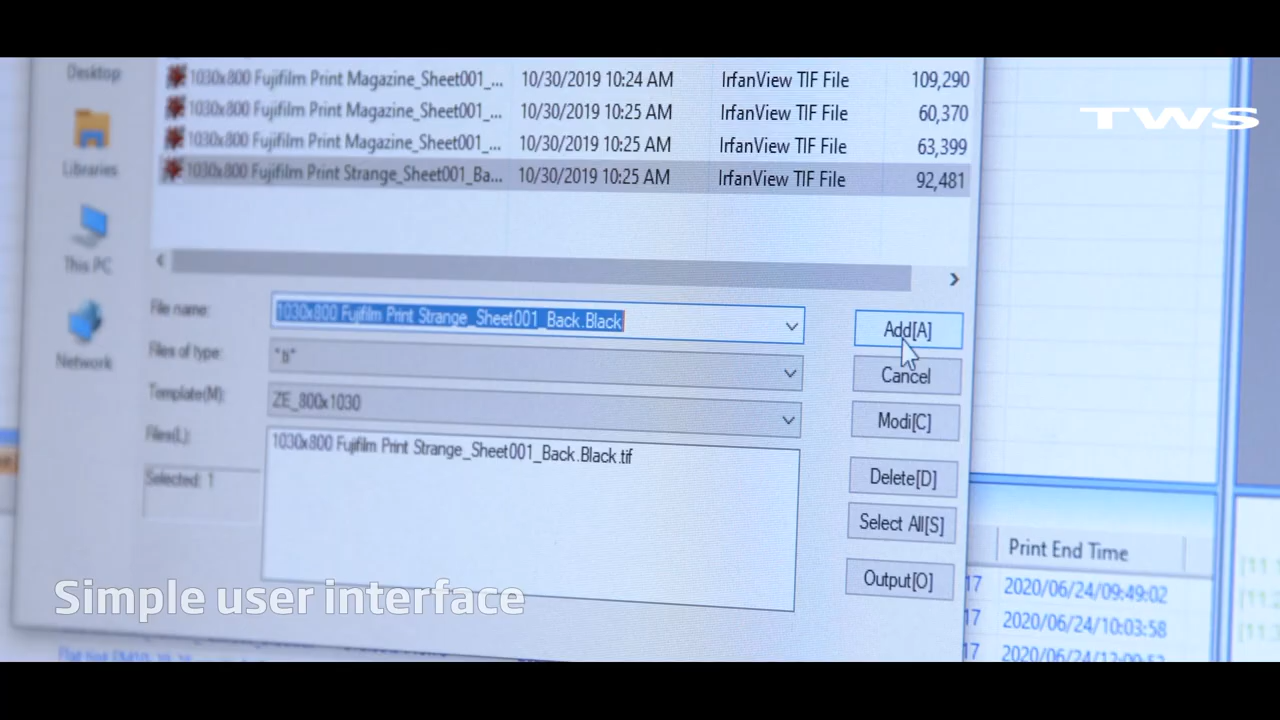 Desktop
1030x800 Fujifilm Print Magazine_Sheet001_... 10/30/2019 10:24 AM IrfanView TIF File 109,290
1030x800 Fujifilm Print Magazine_Sheet001_... 10/30/2019 10:25 AM IrfanView TIF File 60,370
TWS
1030x800 Fujifilm Print Magazine_Sheet001_... 10/30/2019 10:25 AM IrfanView TIF File 63,399
Libraries
1030x800 Fujifilm Print Strange_Sheet001_Ba... 10/30/2019 10:25 AM IrfanView TIF File 92,481
This PC
File name: 1030x800 Fujifilm Print Strange_Sheet001_Back.Black Add[A]
Network
Files of type: Cancel
Template(M): ZE_800x1030 Modi[C]
Files(L): 1030x800 Fujifilm Print Strange_Sheet001_Back.Black.tif
Selected: 1 Delete[D]
Select All[S]
Print End Time
Output[O]
17 2020/06/24/09:49:02
Simple user interface
17 2020/06/24/10:03:58
17